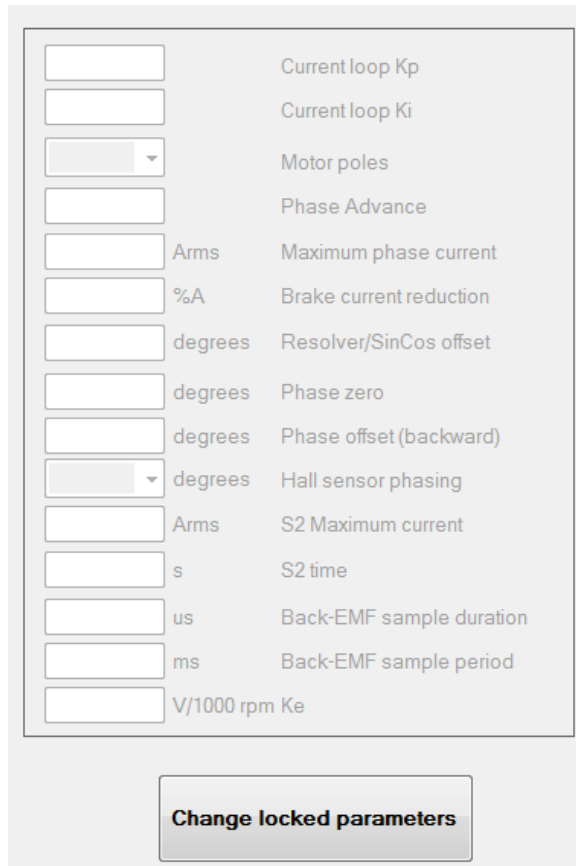 Current loop Kp
Current loop Ki
Motor poles
Phase Advance
Arms Maximum phase current
%A Brake current reduction
degrees Resolver/SinCos offset
degrees Phase zero
degrees Phase offset (backward)
degrees Hall sensor phasing
Arms S2 Maximum current
s S2 time
us Back-EMF sample duration
ms Back-EMF sample period
V/1000 rpm Ke
Change locked parameters